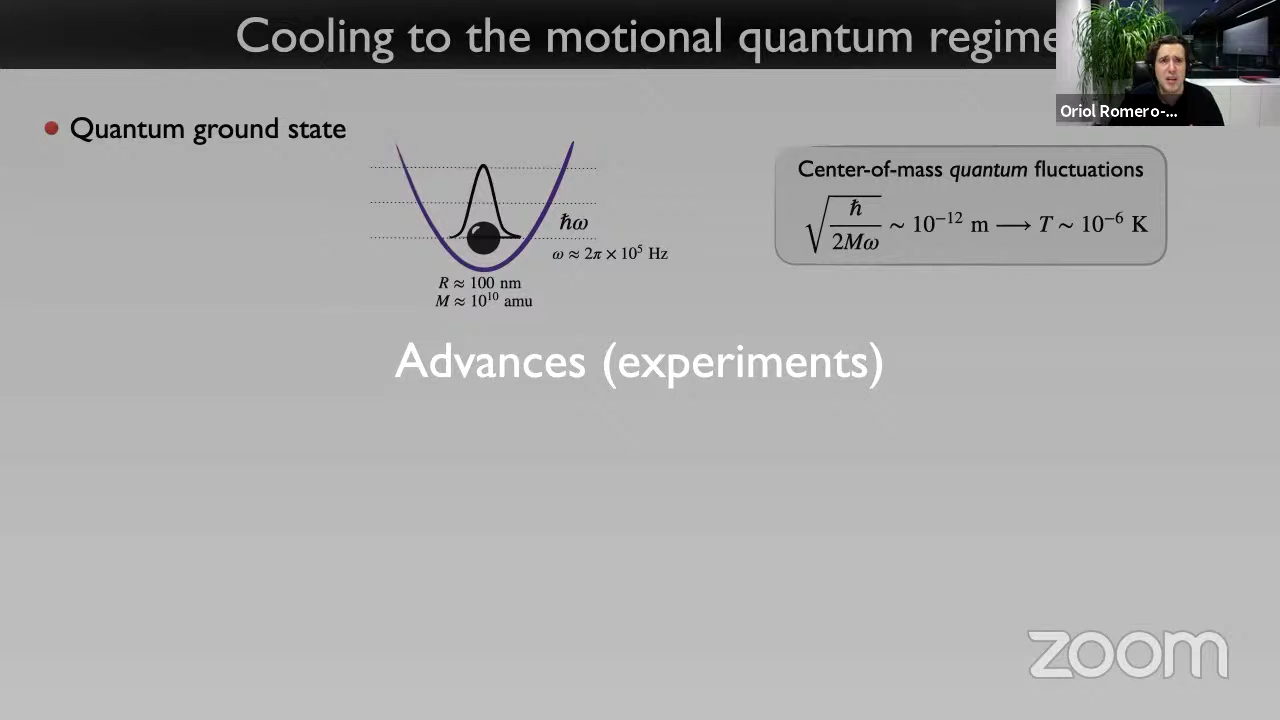 Cooling to the motional quantum regime
Oriol Romero-...
Quantum ground state
Center-of-mass quantum fluctuations
√(ħ/2Mω) ~ 10⁻¹² m ⟶ T ~ 10⁻⁶ K
ħω
ω ≈ 2π × 10⁵ Hz
R ≈ 100 nm
M ≈ 10¹⁰ amu
Advances (experiments)
zoom